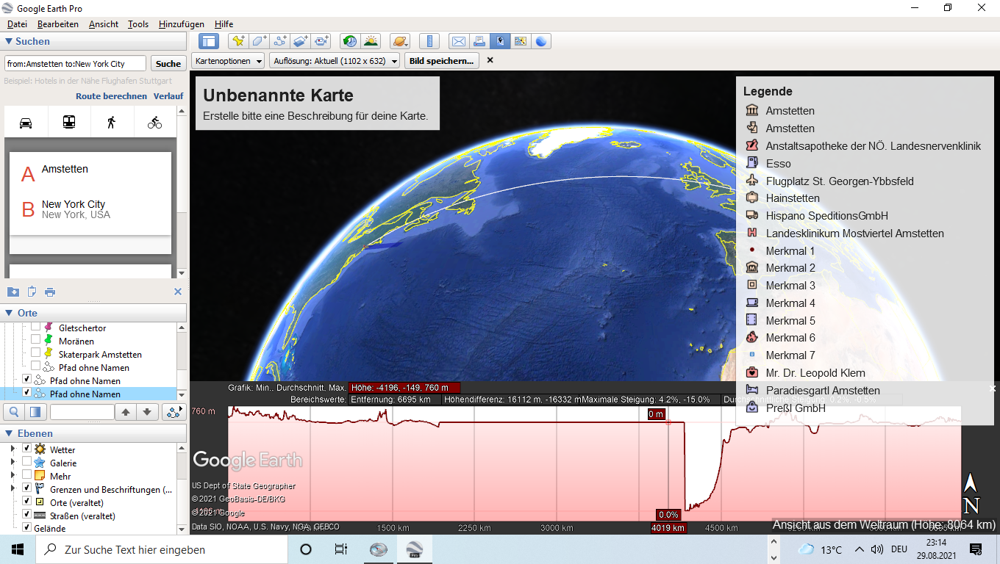 Google Earth Pro
Datei Bearbeiten Ansicht Tools Hinzufügen Hilfe
Suchen
from:Amstetten to:New York City
Suche
Beispiel: Hotels in der Nähe Flughafen Stuttgart
Route berechnen Verlauf
A Amstetten
B New York City
New York, USA
Orte
Gletschertor
Moränen
Skaterpark Amstetten
Pfad ohne Namen
Pfad ohne Namen
Pfad ohne Namen
Ebenen
Wetter
Galerie
Mehr
Grenzen und Beschriftungen (...
Orte (veraltet)
Straßen (veraltet)
Gelände
Kartenoptionen
Auflösung: Aktuell (1102 x 632)
Bild speichern...
Unbenannte Karte
Erstelle bitte eine Beschreibung für deine Karte.
Legende
Amstetten
Amstetten
Anstaltsapotheke der NÖ. Landesnervenklinik
Esso
Flugplatz St. Georgen-Ybbsfeld
Hainstetten
Hispano SpeditionsGmbH
Landesklinikum Mostviertel Amstetten
Merkmal 1
Merkmal 2
Merkmal 3
Merkmal 4
Merkmal 5
Merkmal 6
Merkmal 7
Mr. Dr. Leopold Klem
Paradiesgartl Amstetten
Preßl GmbH
Grafik: Min., Durchschnitt, Max. Höhe: -4196, -149, 760 m
Bereichswerte: Entfernung: 6695 km Höhendifferenz: 16112 m, -16332 m Maximale Steigung: 4.2%, -15.0% Durchschnittliche Steigung: 0.2%, -0.5%
760 m
0 m
Google Earth
US Dept of State Geographer
© 2021 GeoBasis-DE/BKG
© 2021 Google
Data SIO, NOAA, U.S. Navy, NGA, GEBCO
0.0%
1500 km 2250 km 3000 km 4019 km 4500 km
N
Ansicht aus dem Weltraum (Höhe: 8064 km)
Zur Suche Text hier eingeben
Pro
13°C
DEU
23:14
29.08.2021